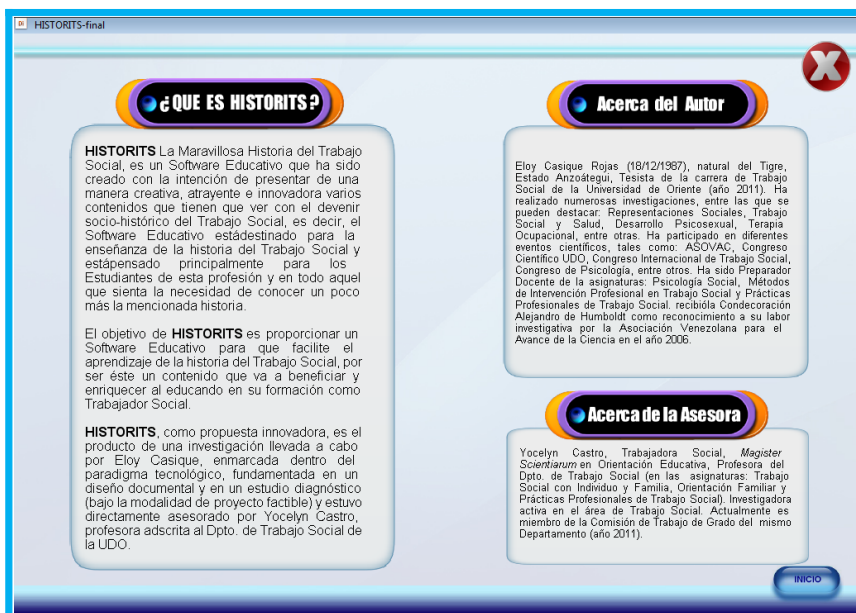 HISTORITS-final
¿QUE ES HISTORITS?
HISTORITS La Maravillosa Historia del Trabajo
Social, es un Software Educativo que ha sido
creado con la intención de presentar de una
manera creativa, atrayente e innovadora varios
contenidos que tienen que ver con el devenir
socio-histórico del Trabajo Social, es decir, el
Software Educativo estádestinado para la
enseñanza de la historia del Trabajo Social y
estápensado principalmente para los
Estudiantes de esta profesión y en todo aquel
que sienta la necesidad de conocer un poco
más la mencionada historia.
El objetivo de HISTORITS es proporcionar un
Software Educativo para que facilite el
aprendizaje de la historia del Trabajo Social, por
ser éste un contenido que va a beneficiar y
enriquecer al educando en su formación como
Trabajador Social.
HISTORITS, como propuesta innovadora, es el
producto de una investigación llevada a cabo
por Eloy Casique, enmarcada dentro del
paradigma tecnológico, fundamentada en un
diseño documental y en un estudio diagnóstico
(bajo la modalidad de proyecto factible) y estuvo
directamente asesorado por Yocelyn Castro,
profesora adscrita al Dpto. de Trabajo Social de
la UDO.
Acerca del Autor
Eloy Casique Rojas (18/12/1987), natural del Tigre,
Estado Anzoátegui, Tesista de la carrera de Trabajo
Social de la Universidad de Oriente (año 2011). Ha
realizado numerosas investigaciones, entre las que se
pueden destacar: Representaciones Sociales, Trabajo
Social y Salud, Desarrollo Psicosexual, Terapia
Ocupacional, entre otras. Ha participado en diferentes
eventos científicos, tales como: ASOVAC, Congreso
Científico UDO, Congreso Internacional de Trabajo Social,
Congreso de Psicología, entre otros. Ha sido Preparador
Docente de la asignaturas: Psicología Social, Métodos
de Intervención Profesional en Trabajo Social y Prácticas
Profesionales de Trabajo Social. recibióla Condecoración
Alejandro de Humboldt como reconocimiento a su labor
investigativa por la Asociación Venezolana para el
Avance de la Ciencia en el año 2006.
Acerca de la Asesora
Yocelyn Castro, Trabajadora Social, Magister
Scientiarum en Orientación Educativa, Profesora del
Dpto. de Trabajo Social (en las asignaturas: Trabajo
Social con Individuo y Familia, Orientación Familiar y
Prácticas Profesionales de Trabajo Social). Investigadora
activa en el área de Trabajo Social. Actualmente es
miembro de la Comisión de Trabajo de Grado del mismo
Departamento (año 2011).
INICIO